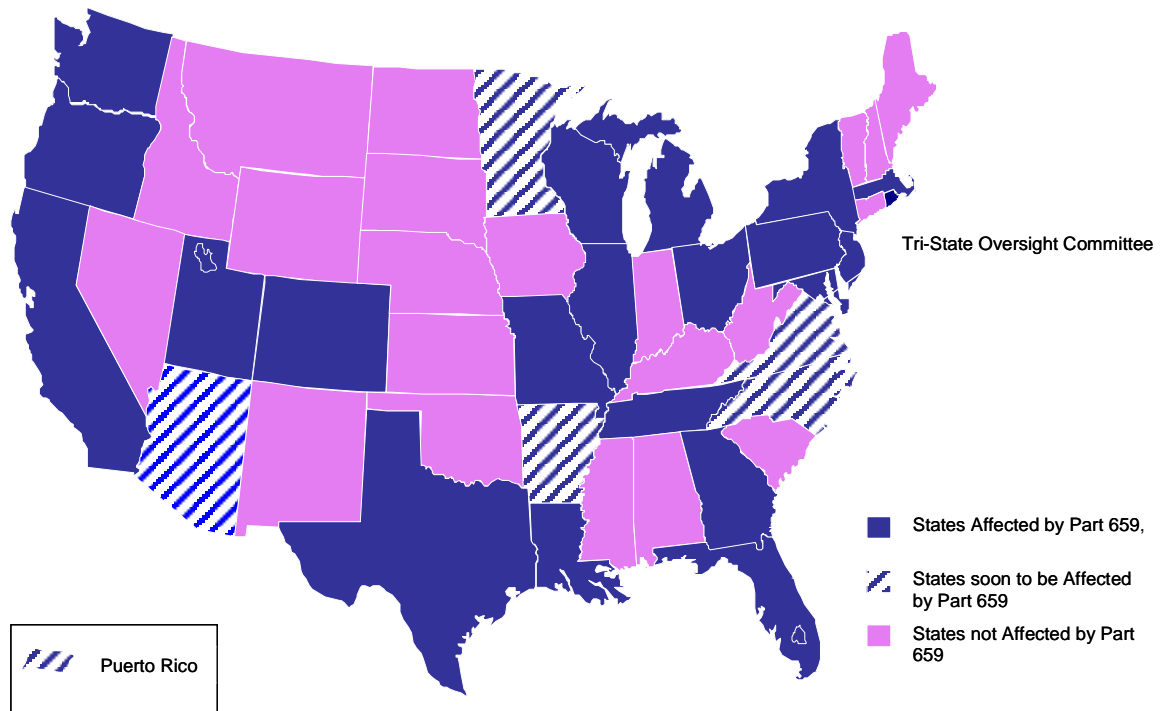 Tri-State Oversight Committee
States Affected by Part 659,
States soon to be Affected
by Part 659
States not Affected by Part
659
Puerto Rico